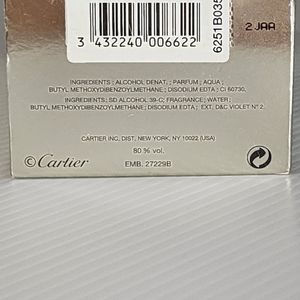 3 432240 006622
6251B035
2 JAA
INGREDIENTS ; ALCOHOL DENAT. ; PARFUM ; AQUA ;
BUTYL METHOXYDIBENZOYLMETHANE ; DISODIUM EDTA ; CI 60730.
INGREDIENTS ; SD ALCOHOL 39-C ; FRAGRANCE ; WATER ;
BUTYL METHOXYDIBENZOYLMETHANE ; DISODIUM EDTA ; EXT. D&C VIOLET N° 2.
CARTIER INC, DIST. NEW YORK, NY 10022 (USA)
©Cartier
80 % vol.
EMB. 27229B